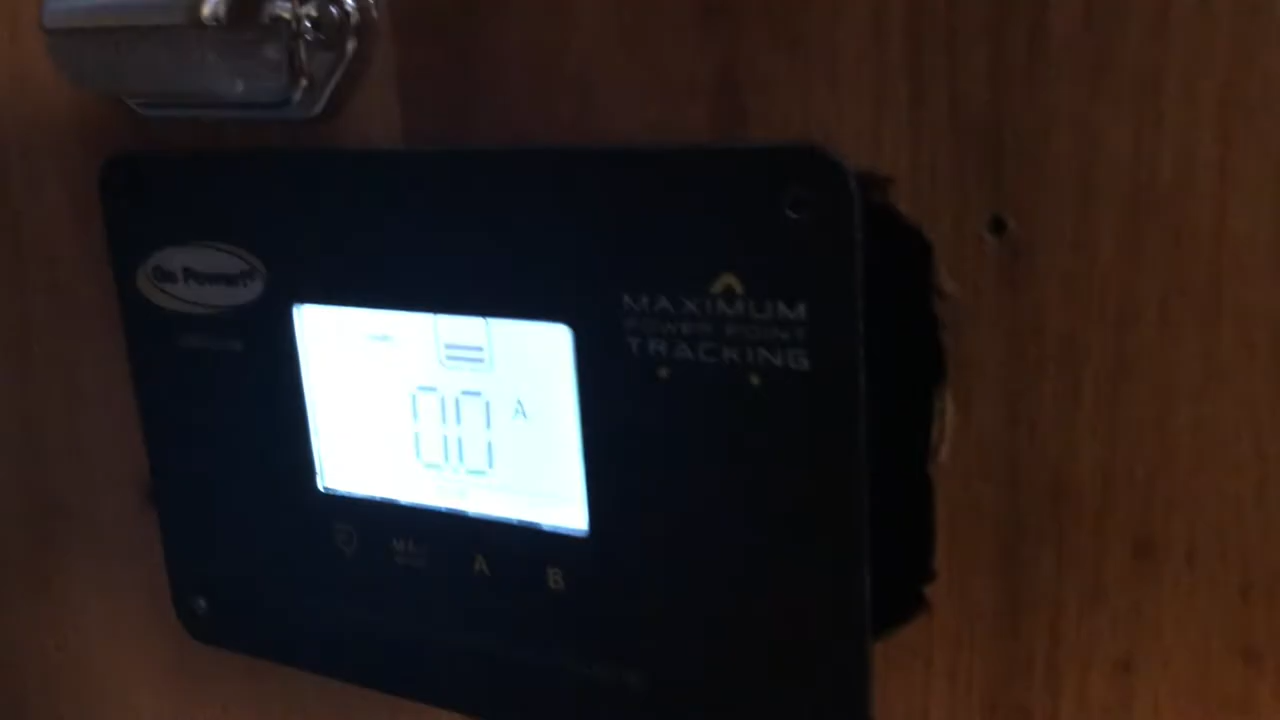 Go Power!
MAXIMUM
POWER POINT
TRACKING
0.0 A
A
B